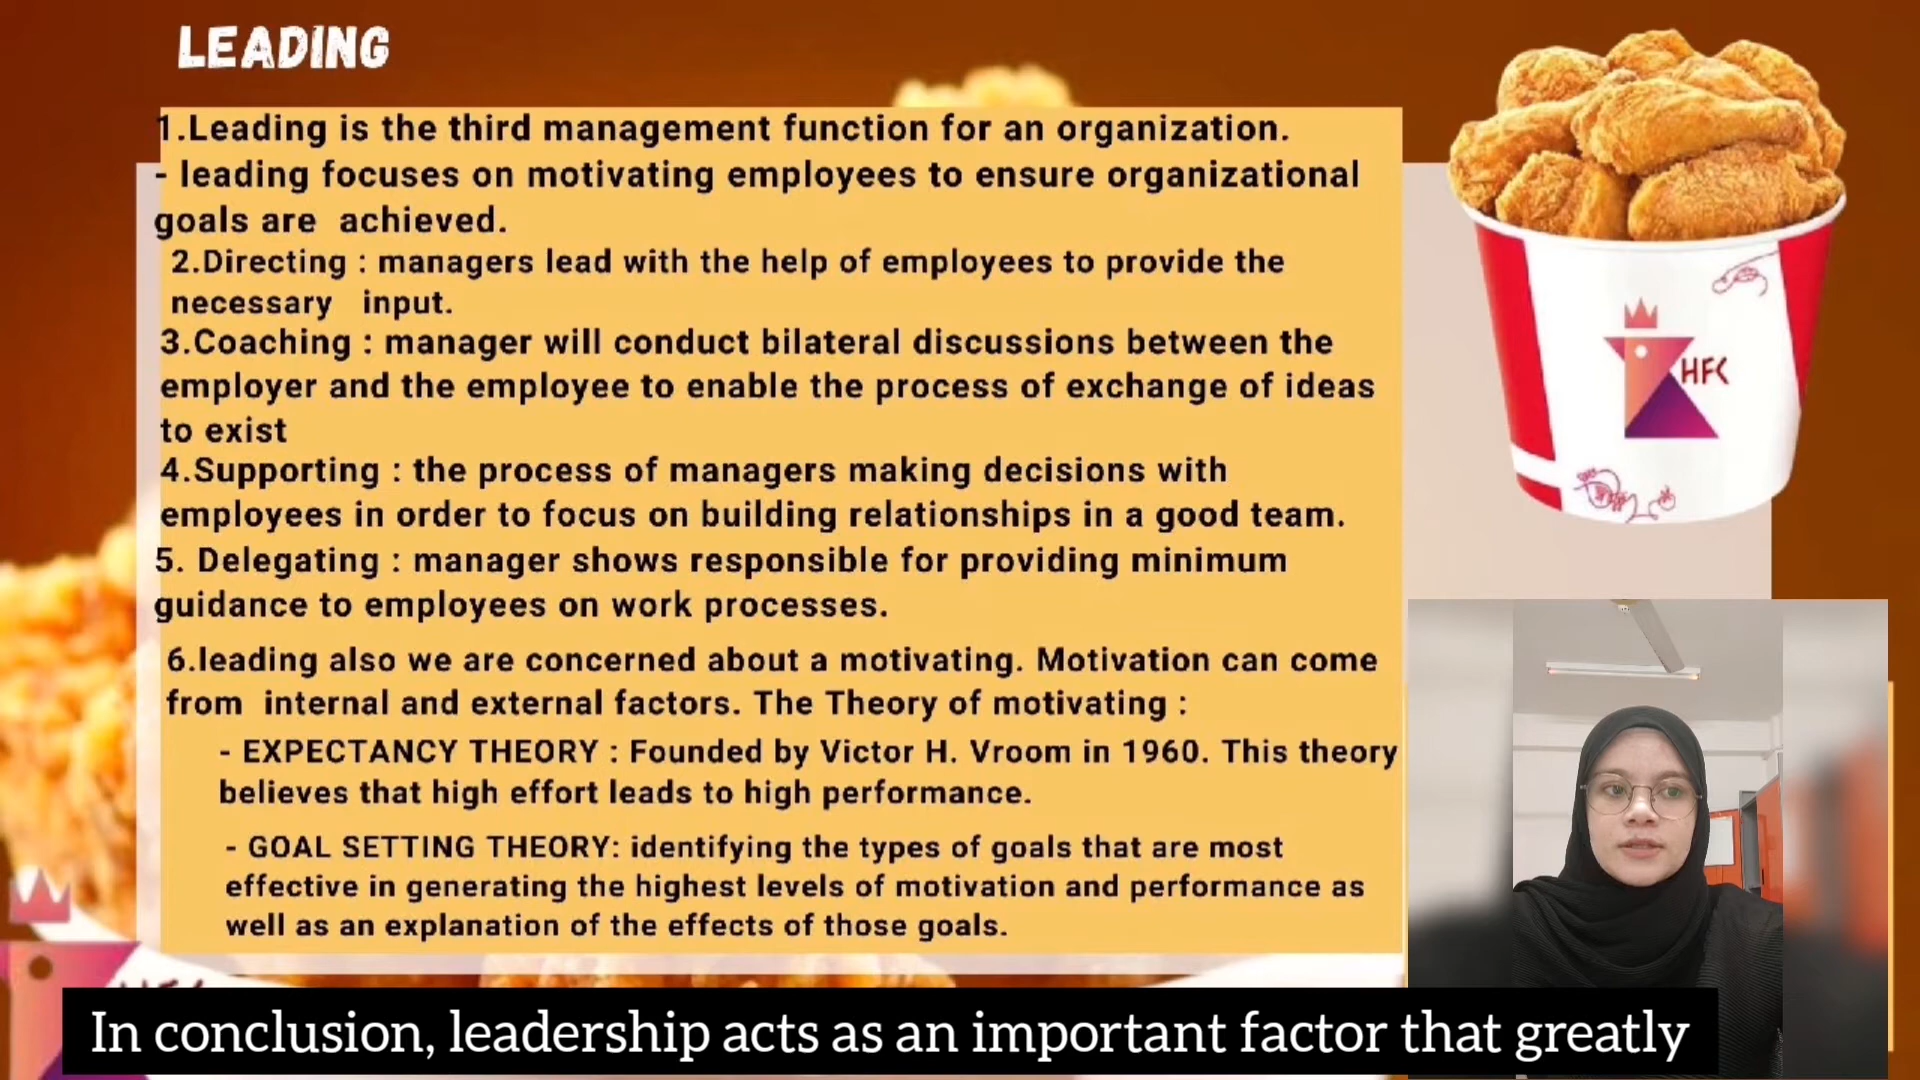 LEADING
1.Leading is the third management function for an organization.
- leading focuses on motivating employees to ensure organizational
goals are achieved.
2.Directing : managers lead with the help of employees to provide the
necessary input.
3.Coaching : manager will conduct bilateral discussions between the
employer and the employee to enable the process of exchange of ideas
to exist
4.Supporting : the process of managers making decisions with
employees in order to focus on building relationships in a good team.
5. Delegating : manager shows responsible for providing minimum
guidance to employees on work processes.
6.leading also we are concerned about a motivating. Motivation can come
from internal and external factors. The Theory of motivating :
- EXPECTANCY THEORY : Founded by Victor H. Vroom in 1960. This theory
believes that high effort leads to high performance.
- GOAL SETTING THEORY: identifying the types of goals that are most
effective in generating the highest levels of motivation and performance as
well as an explanation of the effects of those goals.
HFC
In conclusion, leadership acts as an important factor that greatly